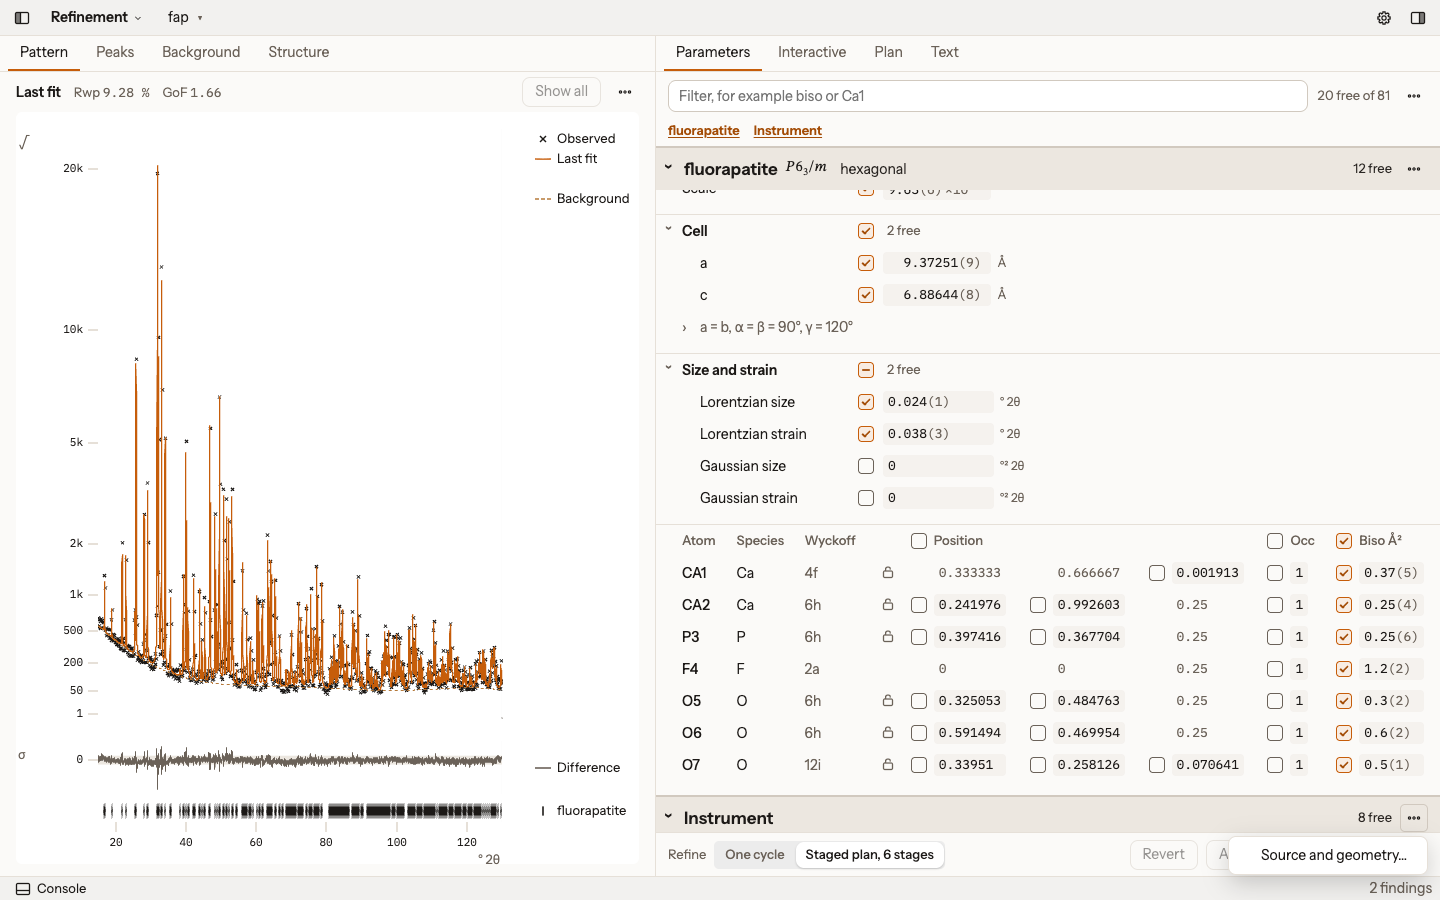 Refinement fap
Pattern Peaks Background Structure
Parameters Interactive Plan Text
Last fit Rwp 9.28 % GoF 1.66 Show all
Filter, for example biso or Ca1 20 free of 81
fluorapatite Instrument
√
Observed
Last fit
Background
20k
10k
5k
2k
1k
500
200
50
1
σ
0
Difference
fluorapatite
20 40 60 80 100 120
° 2θ
fluorapatite P6₃/m hexagonal 12 free
Scale
Cell 2 free
a 9.37251(9) Å
c 6.88644(8) Å
a = b, α = β = 90°, γ = 120°
Size and strain 2 free
Lorentzian size 0.024(1) ° 2θ
Lorentzian strain 0.038(3) ° 2θ
Gaussian size 0 °² 2θ
Gaussian strain 0 °² 2θ
Atom Species Wyckoff Position Occ Biso Å²
CA1 Ca 4f 0.333333 0.666667 0.001913 1 0.37(5)
CA2 Ca 6h 0.241976 0.992603 0.25 1 0.25(4)
P3 P 6h 0.397416 0.367704 0.25 1 0.25(6)
F4 F 2a 0 0 0.25 1 1.2(2)
O5 O 6h 0.325053 0.484763 0.25 1 0.3(2)
O6 O 6h 0.591494 0.469954 0.25 1 0.6(2)
O7 O 12i 0.33951 0.258126 0.070641 1 0.5(1)
Instrument 8 free
Refine One cycle Staged plan, 6 stages Revert
Source and geometry...
Console 2 findings